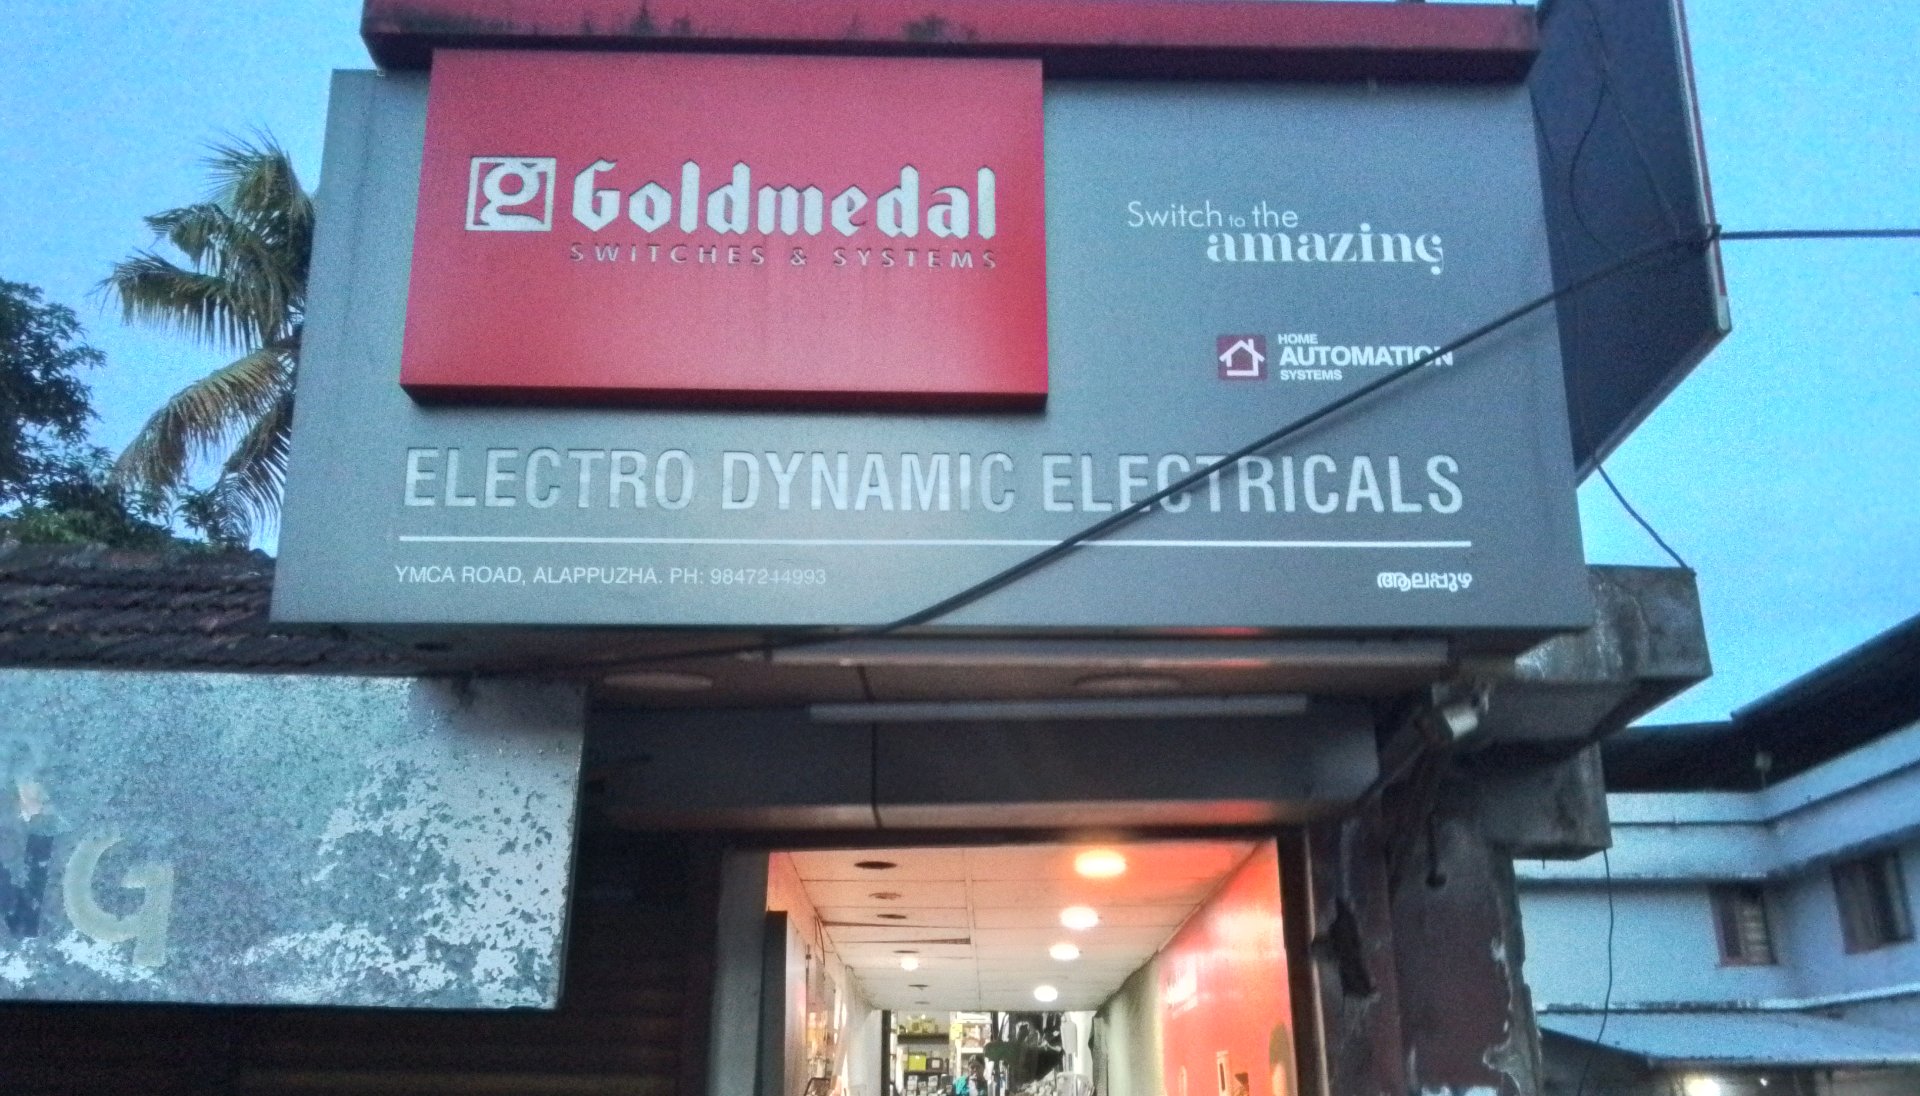 Goldmedal
SWITCHES & SYSTEMS
Switch to the
amazing
HOME
AUTOMATION
SYSTEMS
ELECTRO DYNAMIC ELECTRICALS
YMCA ROAD, ALAPPUZHA. PH: 9847244993
ആലപ്പുഴ